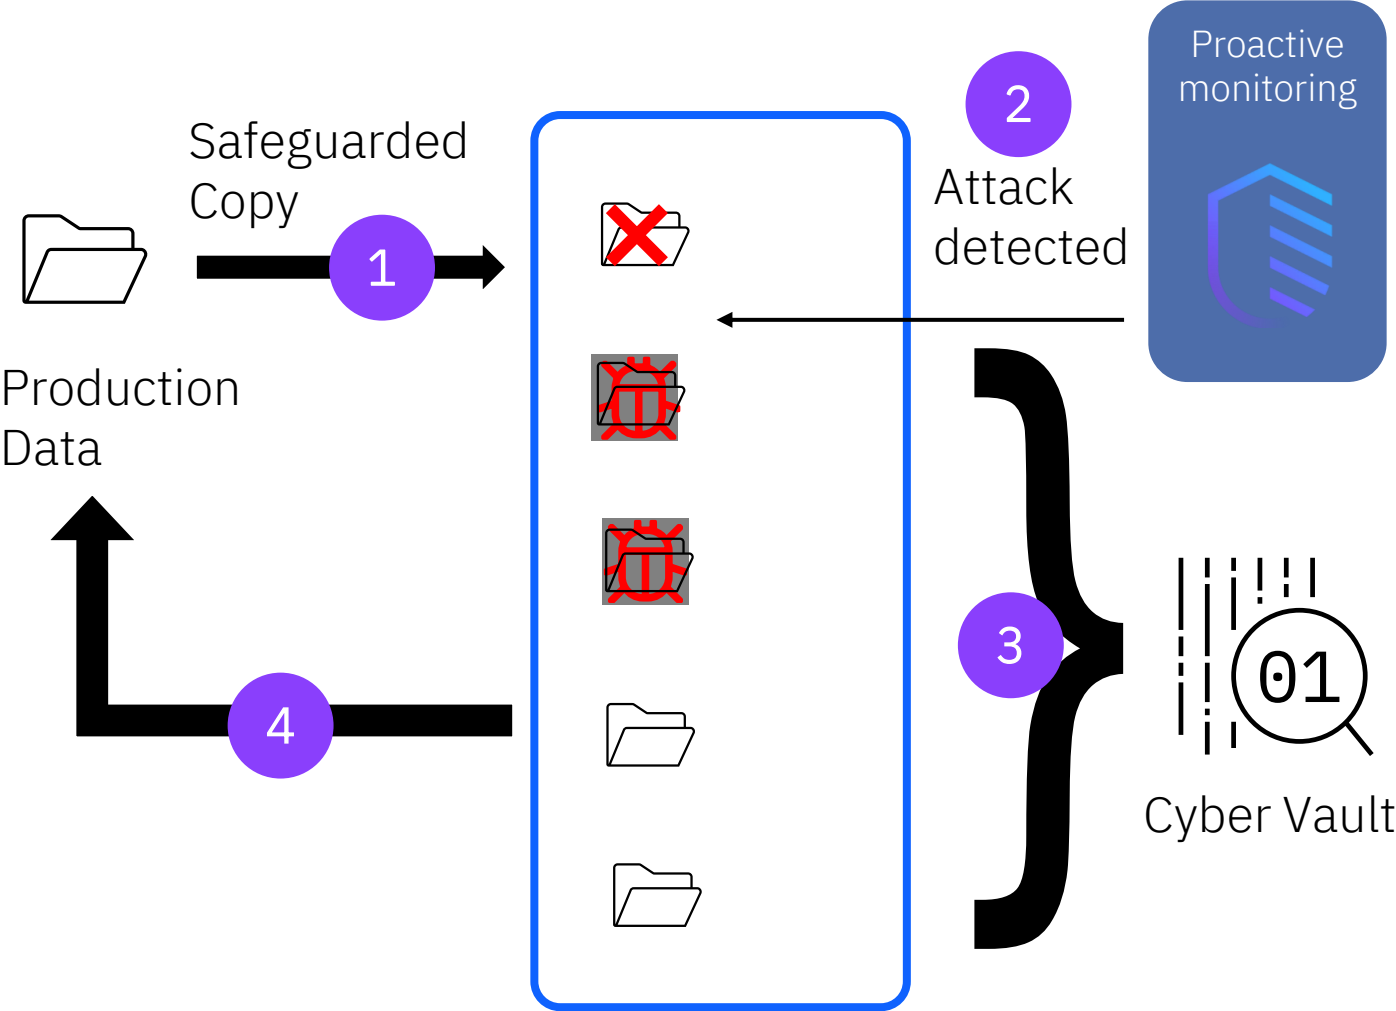 Proactive
monitoring
2
Attack
detected
Safeguarded
Copy
1
Production
Data
3
4
01
Cyber Vault